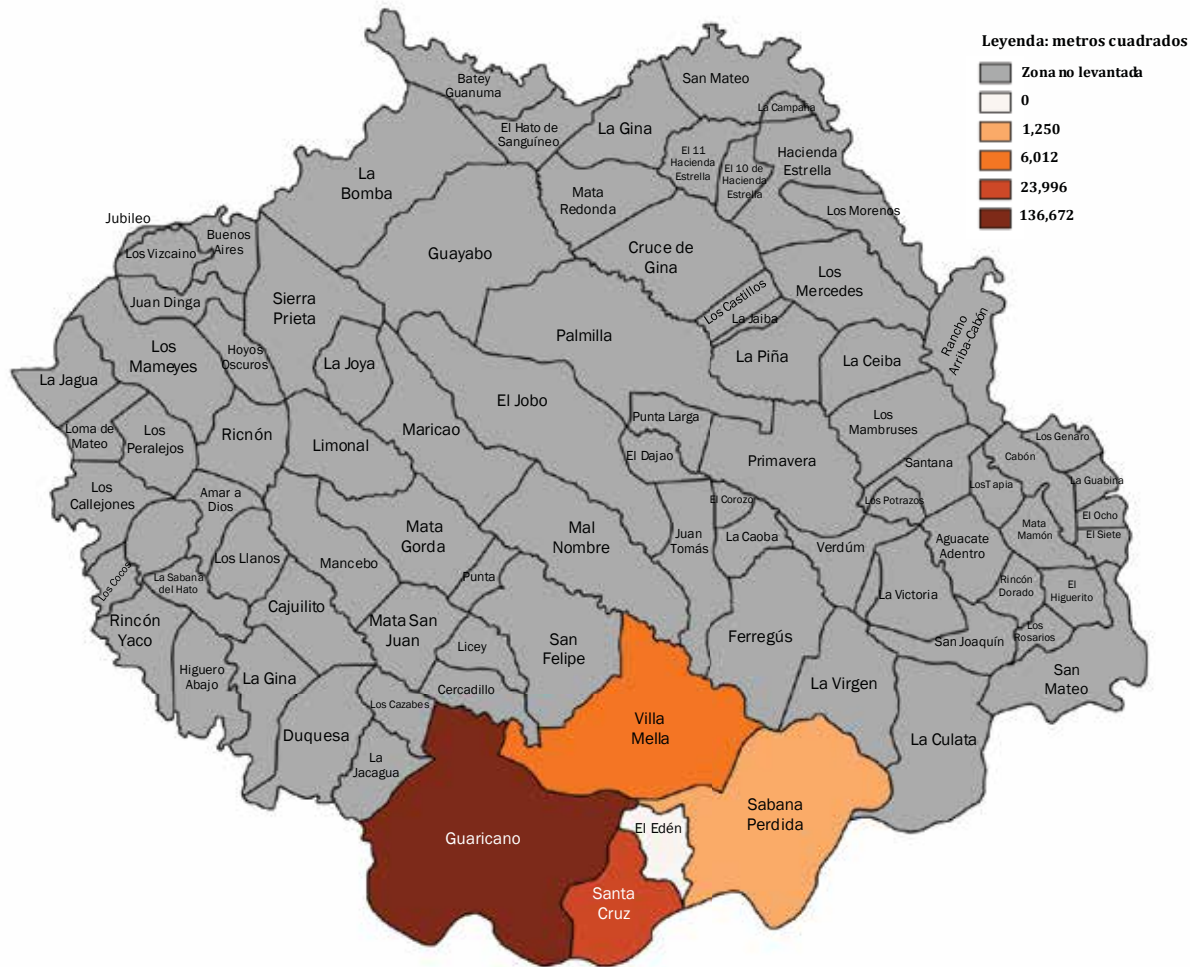 Leyenda: metros cuadrados
Zona no levantada
0
1,250
6,012
23,996
136,672
Batey
Guanuma
San Mateo
La Campana
El Hato de
Sanguíneo
La Gina
El 11
Hacienda
Estrella
El 10 de
Hacienda
Estrella
Hacienda
Estrella
La
Bomba
Mata
Redonda
Los Morenos
Jubileo
Buenos
Aires
Los Vizcaino
Guayabo
Cruce de
Gina
Los
Mercedes
Juan Dinga
Sierra
Prieta
Los Castillos
La Jaiba
Rancho
Arriba-Cabón
Palmilla
Los
Mameyes
Hoyos
Oscuros
La Joya
La Piña
La Ceiba
La Jagua
El Jobo
Punta Larga
Los
Mambruses
Loma de
Mateo
Los
Peralejos
Ricnón
Limonal
Maricao
El Dajao
Primavera
Santana
Cabón
Los Genaro
Los
Callejones
Amar a
Dios
El Corozo
Los Potrazos
LosTapia
La Guabina
El Ocho
El Siete
Mata
Gorda
Mal
Nombre
Juan
Tomás
La Caoba
Verdúm
Aguacate
Adentro
Mata
Mamón
Los Llanos
Mancebo
Punta
Los Cocos
La Sabana
del Hato
Cajuilito
La Victoria
Rincón
Dorado
El
Higuerito
Rincón
Yaco
Mata San
Juan
Licey
San
Felipe
Ferregús
San Joaquín
Los
Rosarios
Higuero
Abajo
La Gina
Cercadillo
La Virgen
San
Mateo
Los Cazabes
Duquesa
Villa
Mella
La Culata
La
Jacagua
Sabana
Perdida
Guaricano
El Edén
Santa
Cruz